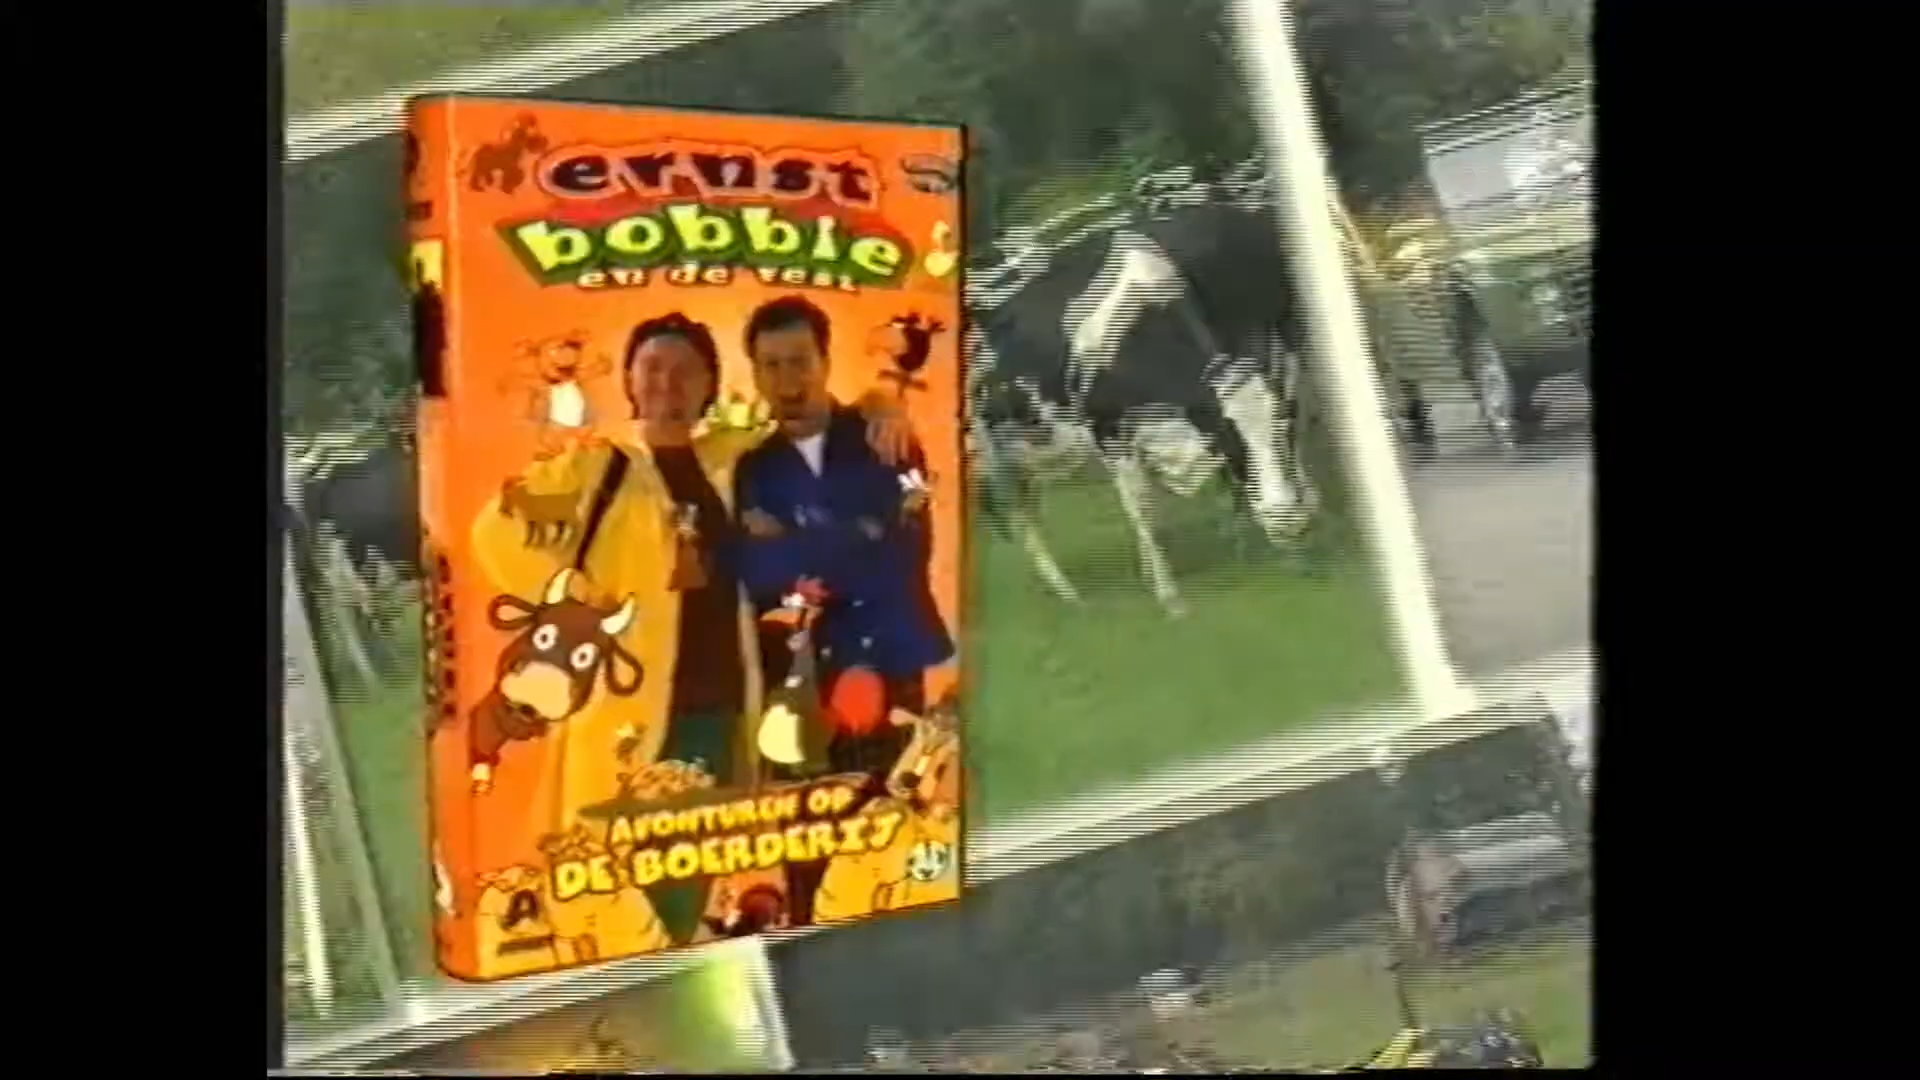 ernst
bobbie
en de rest
AVONTUREN OP
DE BOERDERIJ